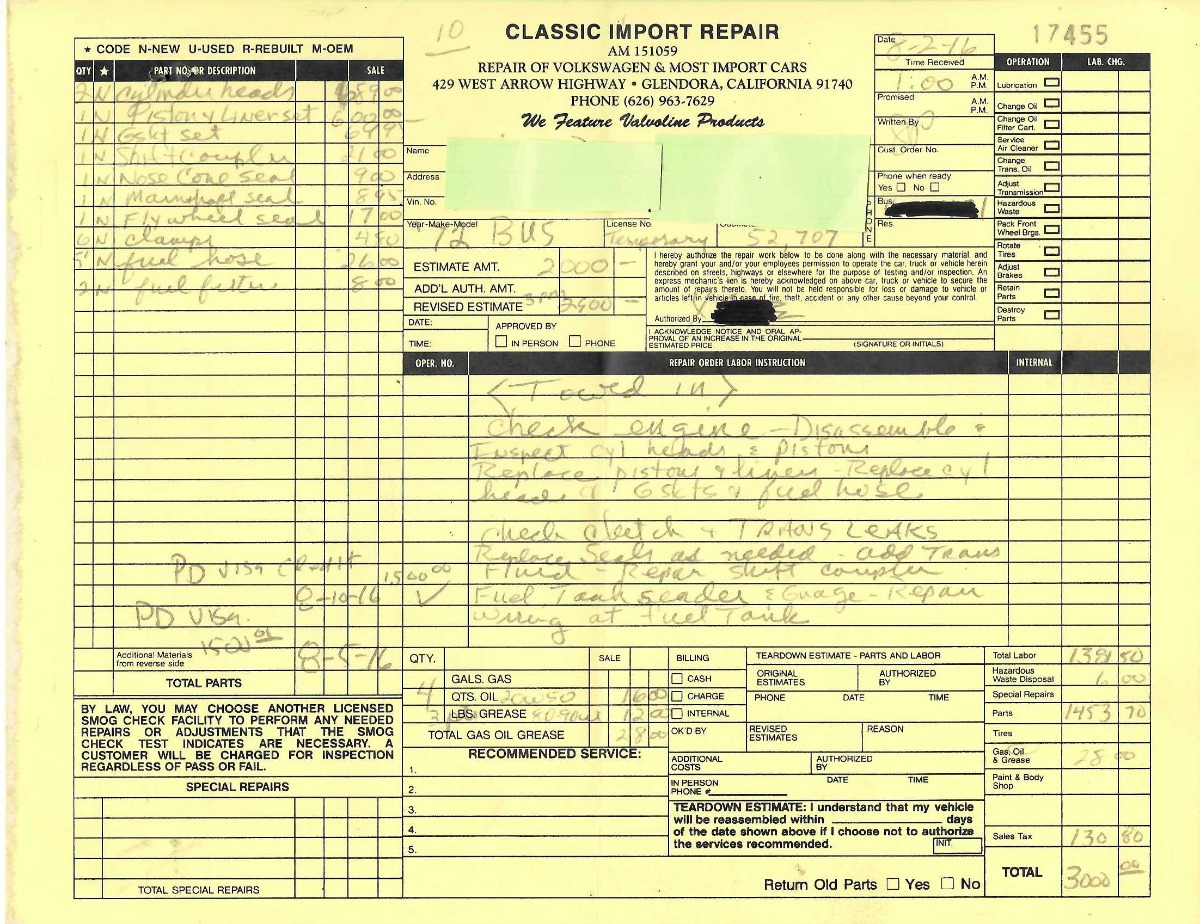 10
CLASSIC IMPORT REPAIR
AM 151059
REPAIR OF VOLKSWAGEN & MOST IMPORT CARS
429 WEST ARROW HIGHWAY • GLENDORA, CALIFORNIA 91740
PHONE (626) 963-7629
We Feature Valvoline Products
17455
★ CODE N-NEW U-USED R-REBUILT M-OEM
QTY ★ PART NO. OR DESCRIPTION SALE
2 N Cylinder heads 689 00
1 N Piston & Liner set 600 00
1 N Gskt set 69 95
1 N Shift Coupler 21 00
1 N Nose Cone seal 9 00
1 N Mainshaft seal 8 95
1 N Flywheel seal 17 00
6 N clamps 4 50
5' N fuel hose 26 00
2 N fuel filters 8 00
PD VISA Credit 1500 00
8-10-16
PD VISA.
1500 00
Additional Materials
from reverse side
8-5-16
TOTAL PARTS
BY LAW, YOU MAY CHOOSE ANOTHER LICENSED
SMOG CHECK FACILITY TO PERFORM ANY NEEDED
REPAIRS OR ADJUSTMENTS THAT THE SMOG
CHECK TEST INDICATES ARE NECESSARY. A
CUSTOMER WILL BE CHARGED FOR INSPECTION
REGARDLESS OF PASS OR FAIL.
SPECIAL REPAIRS
TOTAL SPECIAL REPAIRS
Name
Address
Vin. No.
Year-Make-Model License No.
72 BUS Temporary 52,707
ESTIMATE AMT. 2000 —
ADD'L AUTH. AMT.
REVISED ESTIMATE 2900 —
DATE:
TIME:
APPROVED BY
IN PERSON PHONE
Date
8-2-16
Time Received
1:00 A.M.
P.M.
Promised A.M.
P.M.
Written By
Cust. Order No.
Phone when ready
Yes No
PHONE
Bus.
Res.
I hereby authorize the repair work below to be done along with the necessary material, and
hereby grant your and/or your employees permission to operate the car, truck or vehicle herein
described on streets, highways or elsewhere for the purpose of testing and/or inspection. An
express mechanic's lien is hereby acknowledged on above car, truck or vehicle to secure the
amount of repairs thereto. You will not be held responsible for loss or damage to vehicle or
articles left in vehicle in case of fire, theft, accident or any other cause beyond your control.
Authorized By
I ACKNOWLEDGE NOTICE AND ORAL AP-
PROVAL OF AN INCREASE IN THE ORIGINAL
ESTIMATED PRICE.
(SIGNATURE OR INITIALS)
OPERATION LAB. CHG.
Lubrication
Change Oil
Change Oil
Filter Cart.
Service
Air Cleaner
Change
Trans. Oil
Adjust
Transmission
Hazardous
Waste
Pack Front
Wheel Brgs.
Rotate
Tires
Adjust
Brakes
Retain
Parts
Destroy
Parts
OPER. NO. REPAIR ORDER LABOR INSTRUCTION INTERNAL
<Towed in>
Check engine - Disassemble &
Inspect cyl heads & pistons
Replace pistons & liners - Replace cyl
heads & Gskts & fuel hose
Check clutch & TRANS LEAKS
Replace Seals as needed - add Trans
Fluid - Repair shift coupler
✓ Fuel Tank sender & Guage - Repair
wiring at fuel Tank
QTY. SALE
GALS. GAS
4 QTS. OIL 20W50 16 00
LBS. GREASE 12 00
TOTAL GAS OIL GREASE 28 00
RECOMMENDED SERVICE:
1.
2.
3.
4.
5.
BILLING
CASH
CHARGE
INTERNAL
OK'D BY
TEARDOWN ESTIMATE - PARTS AND LABOR
ORIGINAL
ESTIMATES
AUTHORIZED
BY
PHONE DATE TIME
REVISED
ESTIMATES
REASON
ADDITIONAL
COSTS
AUTHORIZED
BY
IN PERSON
PHONE #
DATE TIME
TEARDOWN ESTIMATE: I understand that my vehicle
will be reassembled within days
of the date shown above if I choose not to authorize
the services recommended.
INIT.
Return Old Parts Yes No
Total Labor 1381 50
Hazardous
Waste Disposal 6 00
Special Repairs
Parts 1453 70
Tires
Gas, Oil
& Grease 28 00
Paint & Body
Shop
Sales Tax 130 80
TOTAL 3000 00